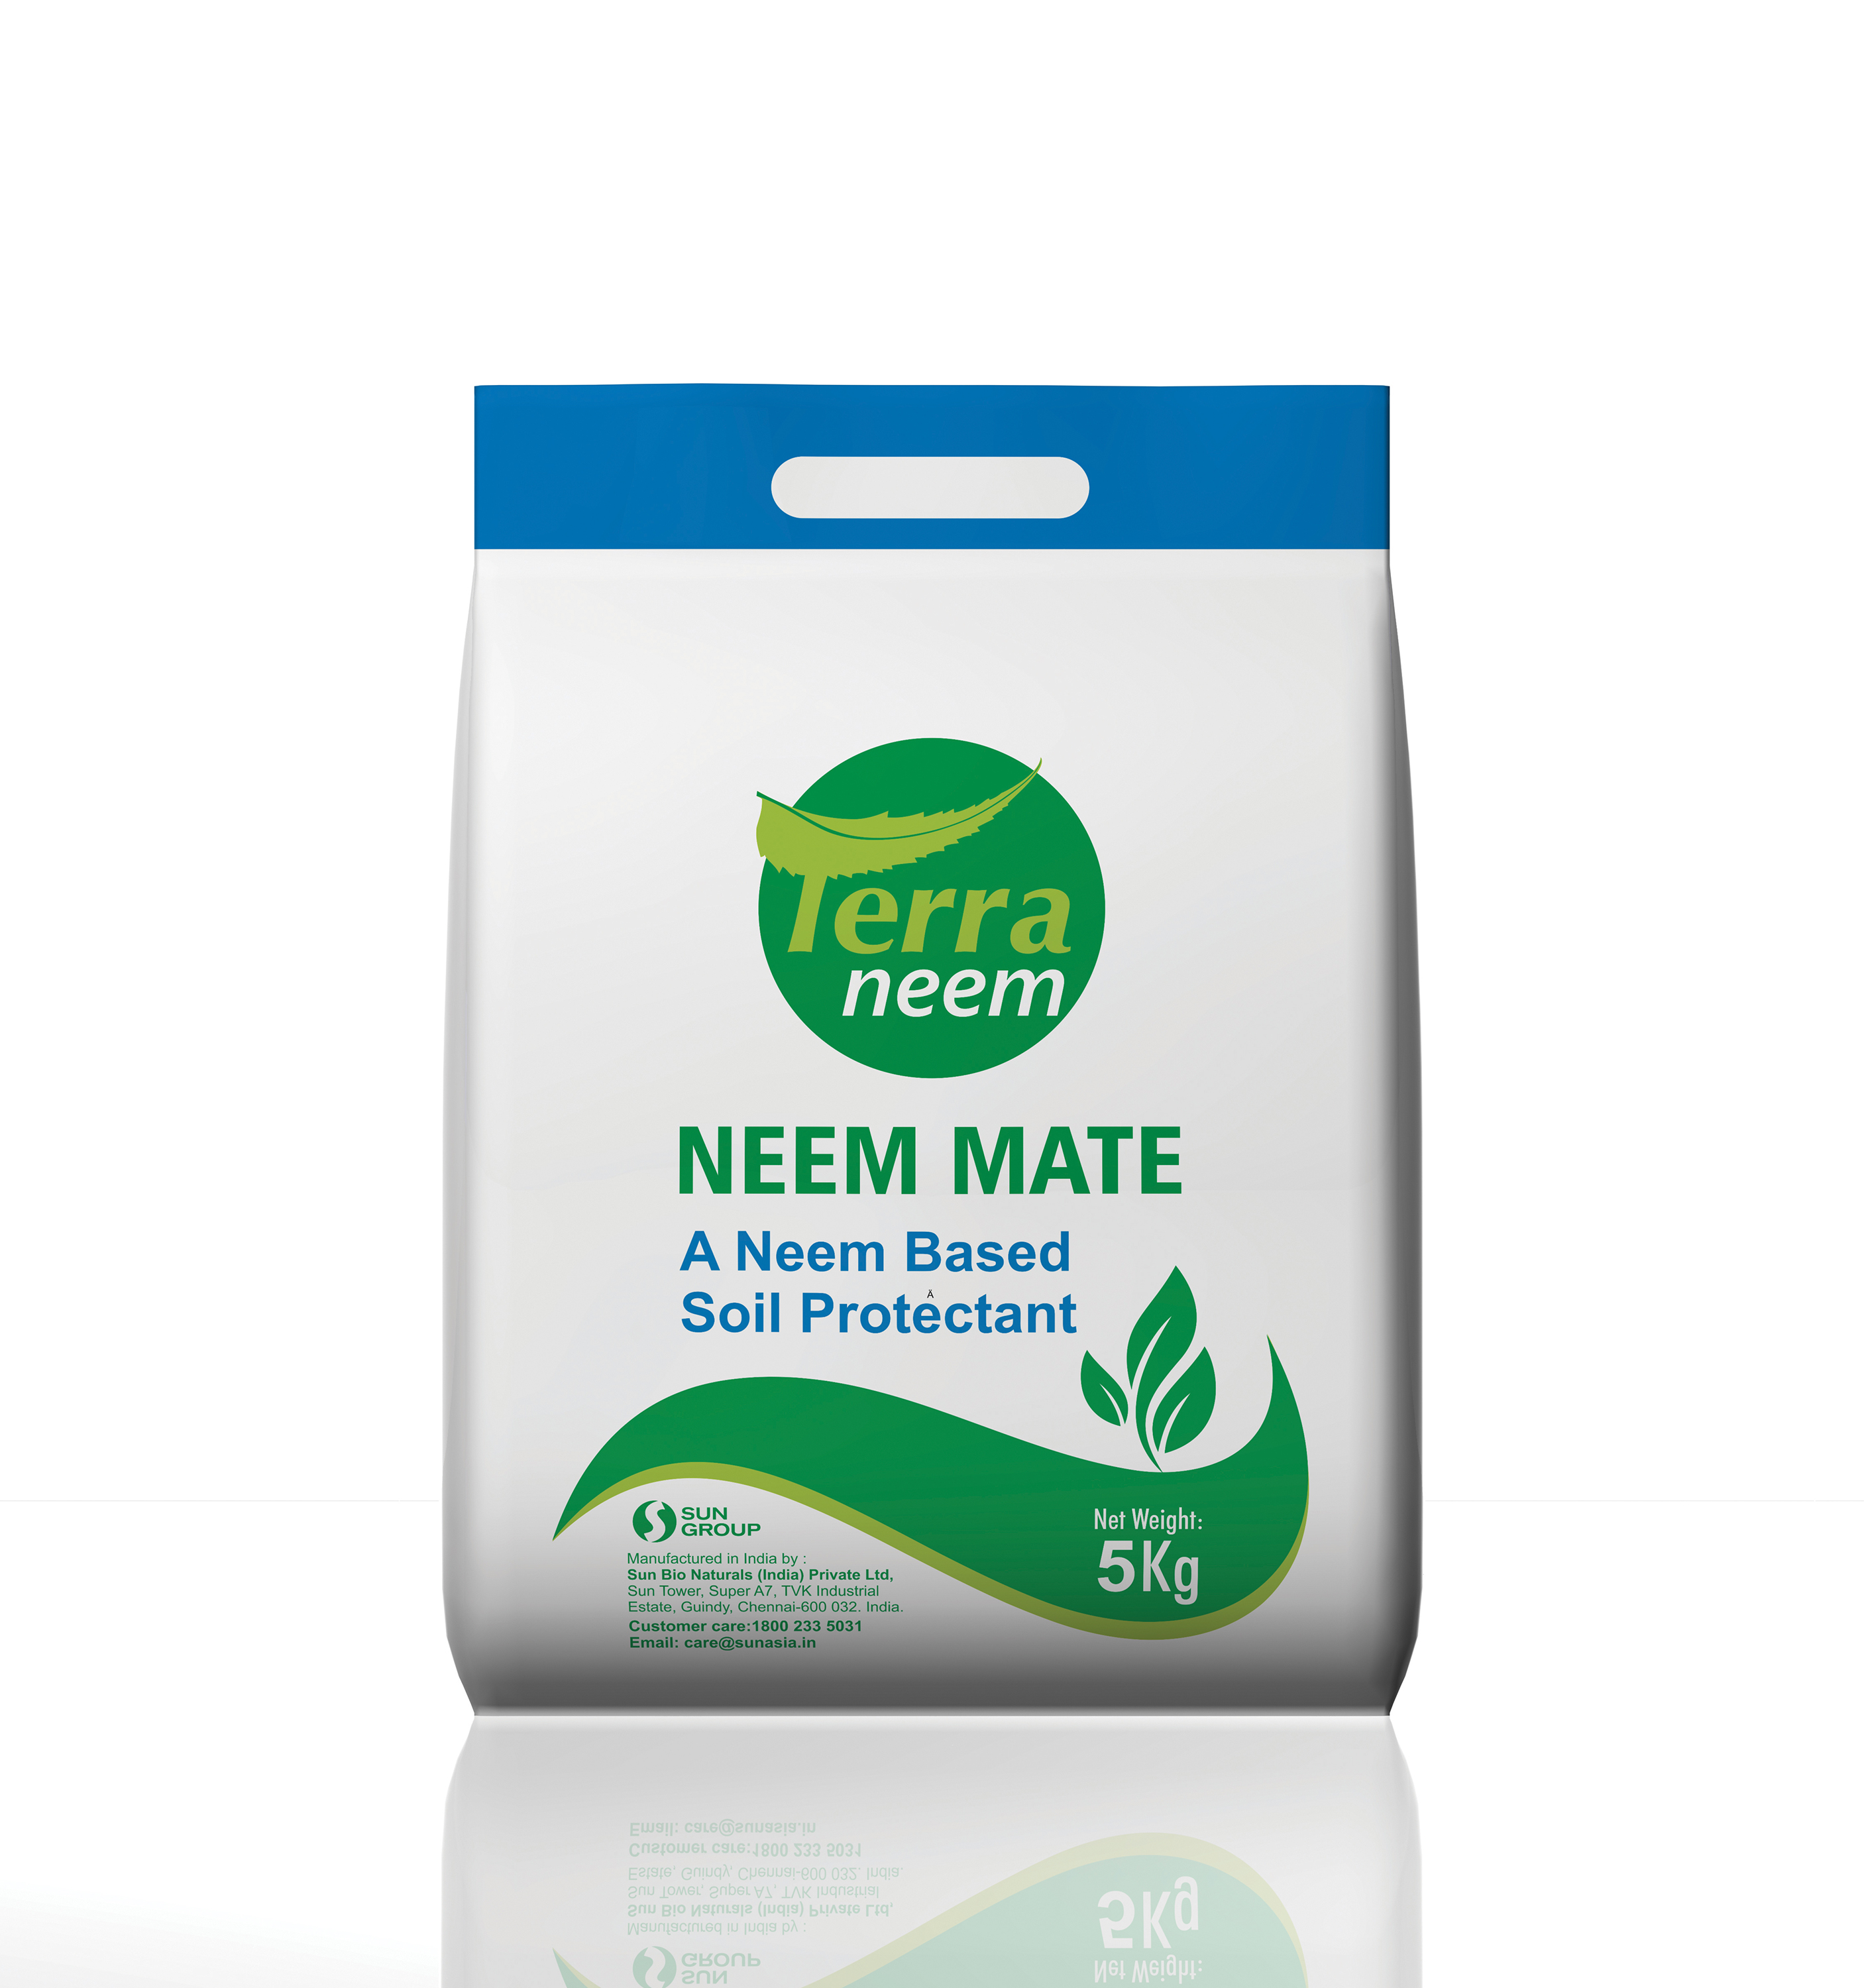 Terra
neem
NEEM MATE
A Neem Based
Ä
Soil Protectant
SUN
GROUP
Manufactured in India by :
Sun Bio Naturals (India) Private Ltd,
Sun Tower, Super A7, TVK Industrial
Estate, Guindy, Chennai-600 032. India.
Customer care:1800 233 5031
Email: care@sunasia.in
Net Weight:
5Kg